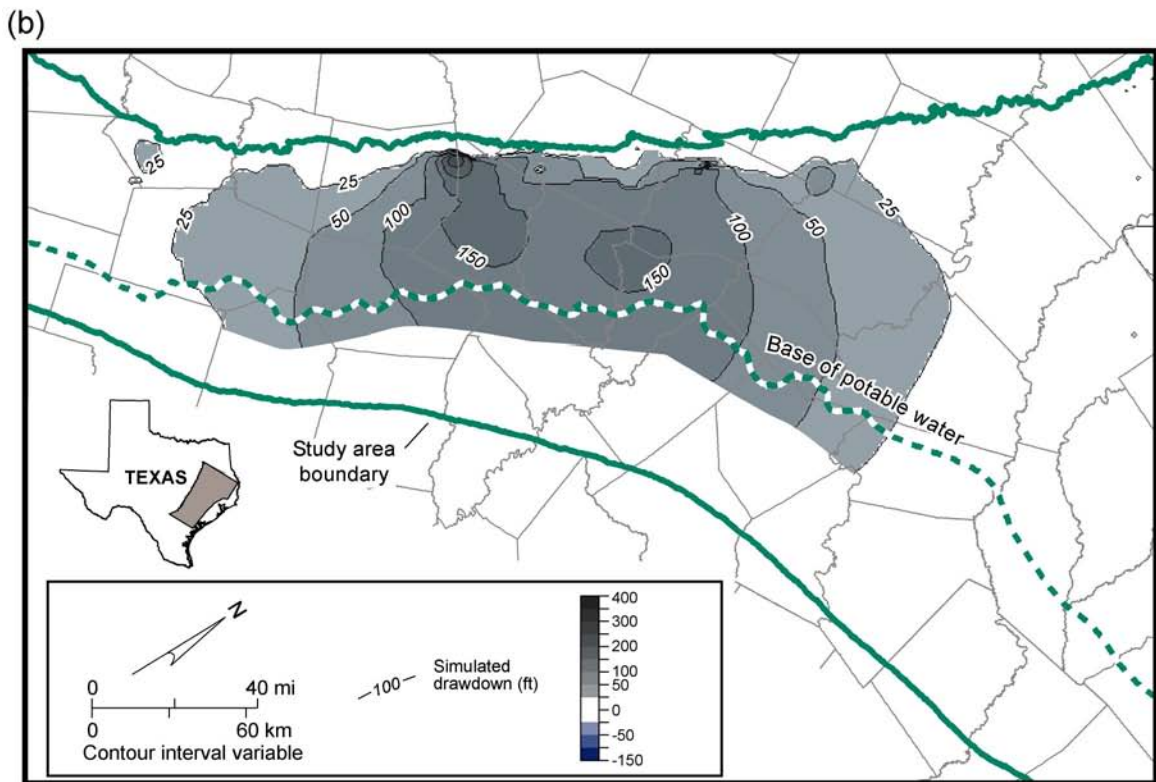 (b)
25
25
25
50
100
150
150
100
50
25
Base of potable water
Study area
boundary
TEXAS
N
0 40 mi
0 60 km
Contour interval variable
100
Simulated
drawdown (ft)
400
300
200
100
50
0
-50
-150